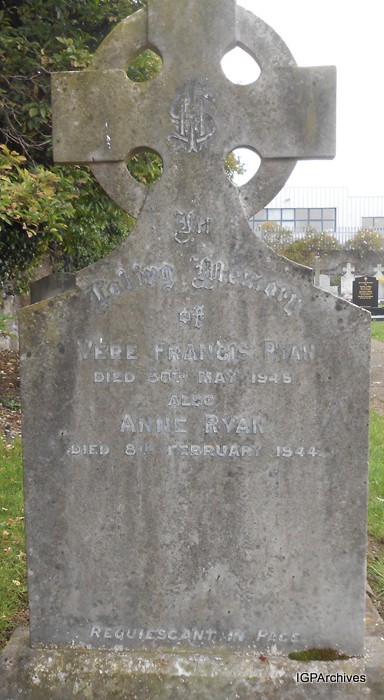 IHS
In
Loving Memory
of
VERE FRANCIS RYAN
DIED 30TH MAY 1945
ALSO
ANNE RYAN
DIED 8TH FEBRUARY 1944.
REQUIESCANT IN PACE
IGPArchives